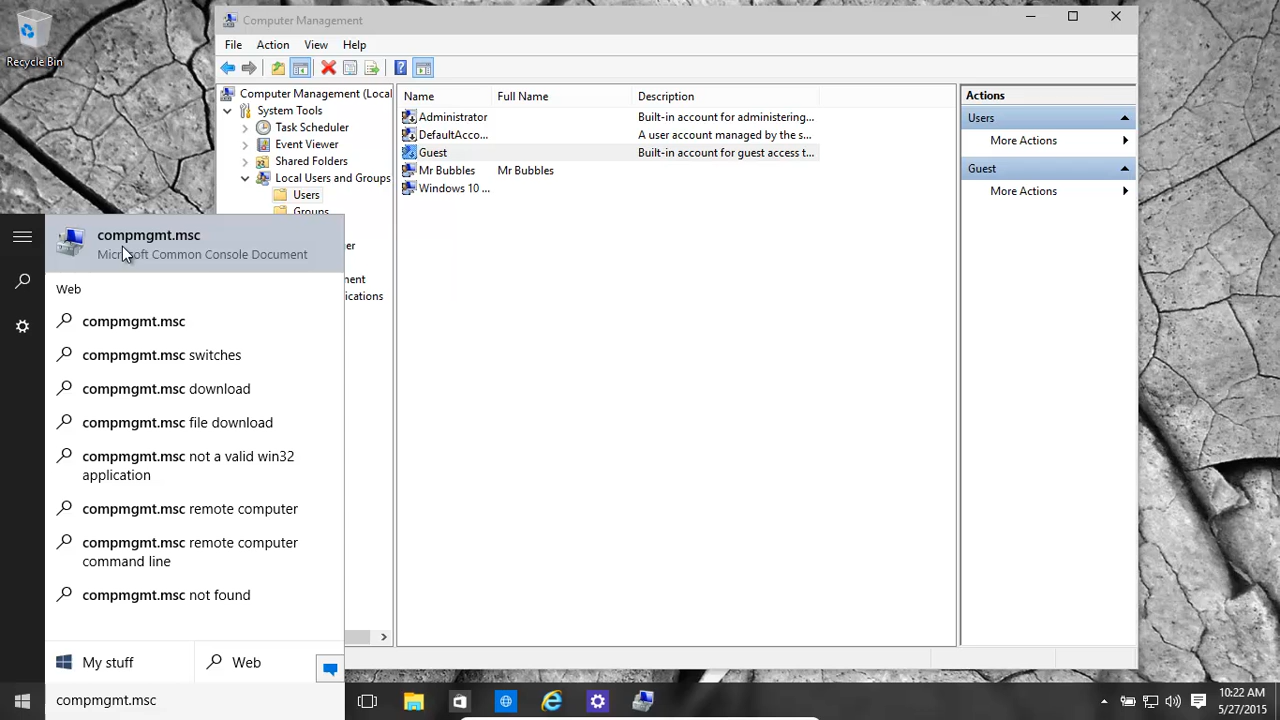 Recycle Bin
Computer Management
File Action View Help
Computer Management (Local
System Tools
Task Scheduler
Event Viewer
Shared Folders
Local Users and Groups
Users
Groups
er
ment
ications
Name Full Name Description
Administrator Built-in account for administering...
DefaultAcco... A user account managed by the s...
Guest Built-in account for guest access t...
Mr Bubbles Mr Bubbles
Windows 10 ...
Actions
Users
More Actions
Guest
More Actions
compmgmt.msc
Microsoft Common Console Document
Web
compmgmt.msc
compmgmt.msc switches
compmgmt.msc download
compmgmt.msc file download
compmgmt.msc not a valid win32
application
compmgmt.msc remote computer
compmgmt.msc remote computer
command line
compmgmt.msc not found
My stuff Web
compmgmt.msc
10:22 AM
5/27/2015